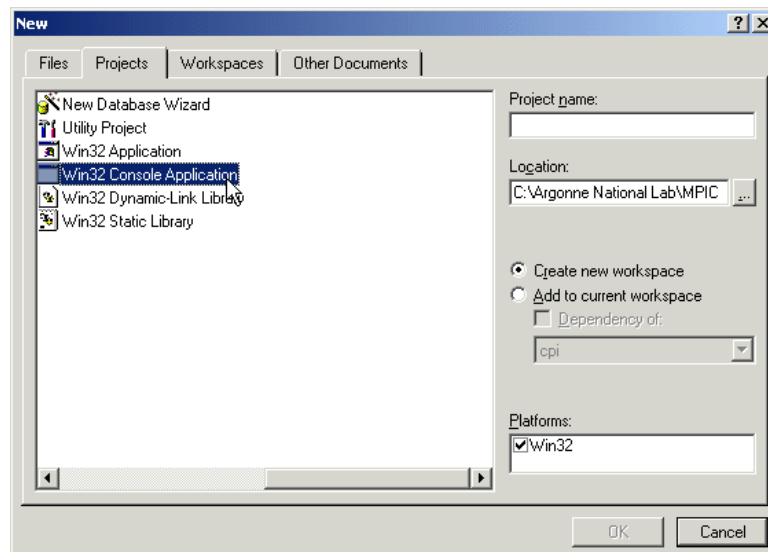 New
Files Projects Workspaces Other Documents
New Database Wizard
Utility Project
Win32 Application
Win32 Console Application
Win32 Dynamic-Link Library
Win32 Static Library
Project name:
Location:
C:\Argonne National Lab\MPIC
...
Create new workspace
Add to current workspace
Dependency of:
cpi
Platforms:
Win32
OK Cancel